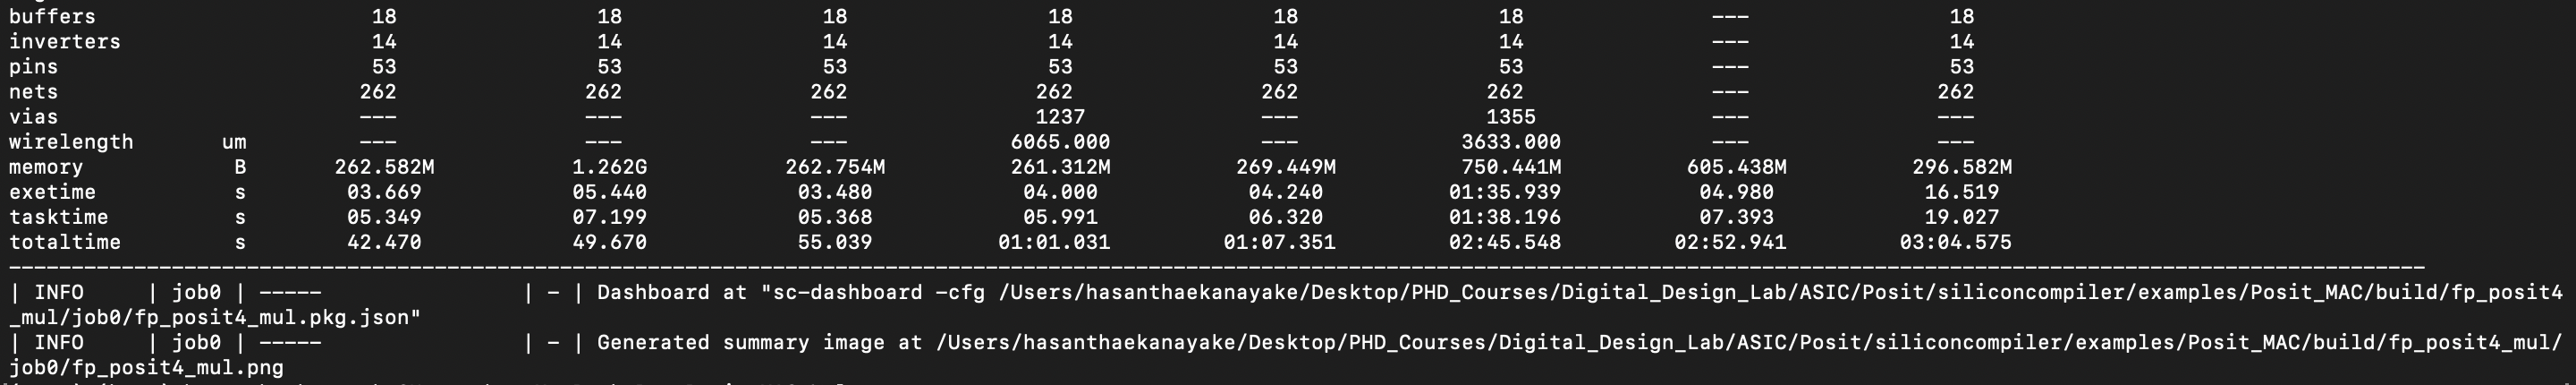 buffers 18 18 18 18 18 18 --- 18
inverters 14 14 14 14 14 14 --- 14
pins 53 53 53 53 53 53 --- 53
nets 262 262 262 262 262 262 --- 262
vias --- --- --- 1237 --- 1355 --- ---
wirelength um --- --- --- 6065.000 --- 3633.000 --- ---
memory B 262.582M 1.262G 262.754M 261.312M 269.449M 750.441M 605.438M 296.582M
exetime s 03.669 05.440 03.480 04.000 04.240 01:35.939 04.980 16.519
tasktime s 05.349 07.199 05.368 05.991 06.320 01:38.196 07.393 19.027
totaltime s 42.470 49.670 55.039 01:01.031 01:07.351 02:45.548 02:52.941 03:04.575
| INFO | job0 | ----- | - | Dashboard at "sc-dashboard -cfg /Users/hasanthaekanayake/Desktop/PHD_Courses/Digital_Design_Lab/ASIC/Posit/siliconcompiler/examples/Posit_MAC/build/fp_posit4
_mul/job0/fp_posit4_mul.pkg.json"
| INFO | job0 | ----- | - | Generated summary image at /Users/hasanthaekanayake/Desktop/PHD_Courses/Digital_Design_Lab/ASIC/Posit/siliconcompiler/examples/Posit_MAC/build/fp_posit4_mul/
job0/fp_posit4_mul.png